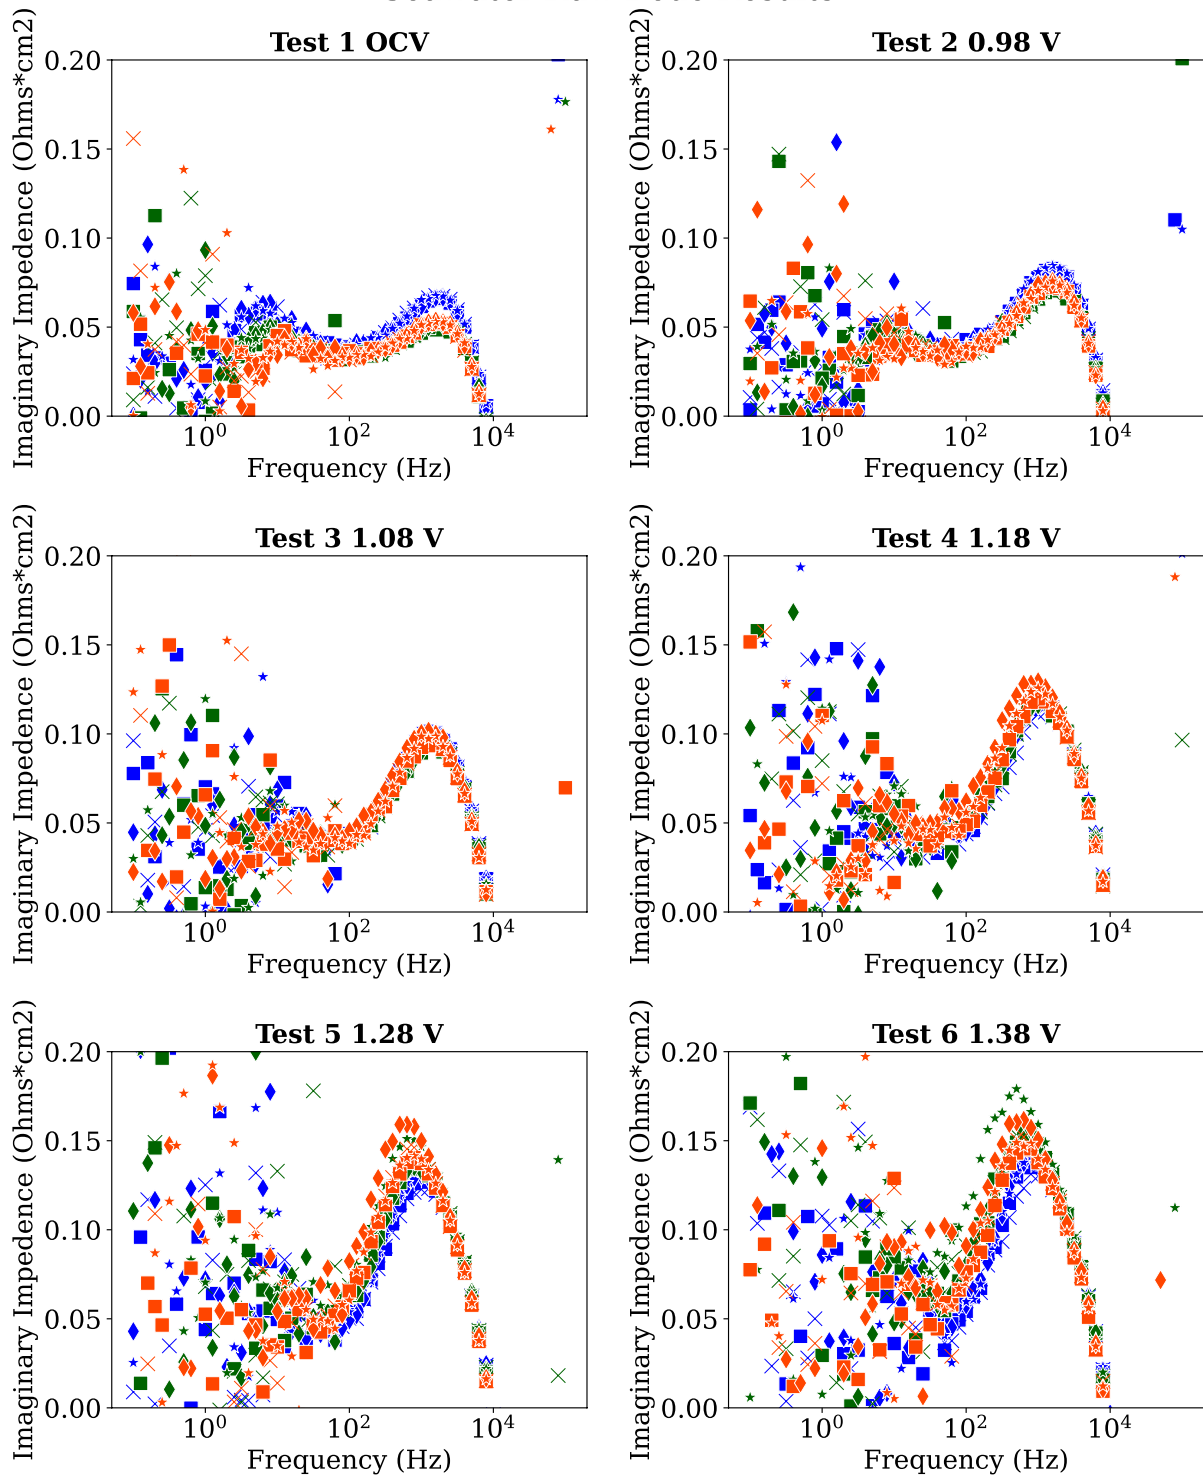 Test 1 OCV
Test 2 0.98 V
Imaginary Impedence (Ohms*cm2)
0.20
0.15
0.10
0.05
0.00
10^0
10^2
10^4
Frequency (Hz)
Imaginary Impedence (Ohms*cm2)
0.20
0.15
0.10
0.05
0.00
10^0
10^2
10^4
Frequency (Hz)
Test 3 1.08 V
Test 4 1.18 V
Imaginary Impedence (Ohms*cm2)
0.20
0.15
0.10
0.05
0.00
10^0
10^2
10^4
Frequency (Hz)
Imaginary Impedence (Ohms*cm2)
0.20
0.15
0.10
0.05
0.00
10^0
10^2
10^4
Frequency (Hz)
Test 5 1.28 V
Test 6 1.38 V
Imaginary Impedence (Ohms*cm2)
0.20
0.15
0.10
0.05
0.00
10^0
10^2
10^4
Frequency (Hz)
Imaginary Impedence (Ohms*cm2)
0.20
0.15
0.10
0.05
0.00
10^0
10^2
10^4
Frequency (Hz)